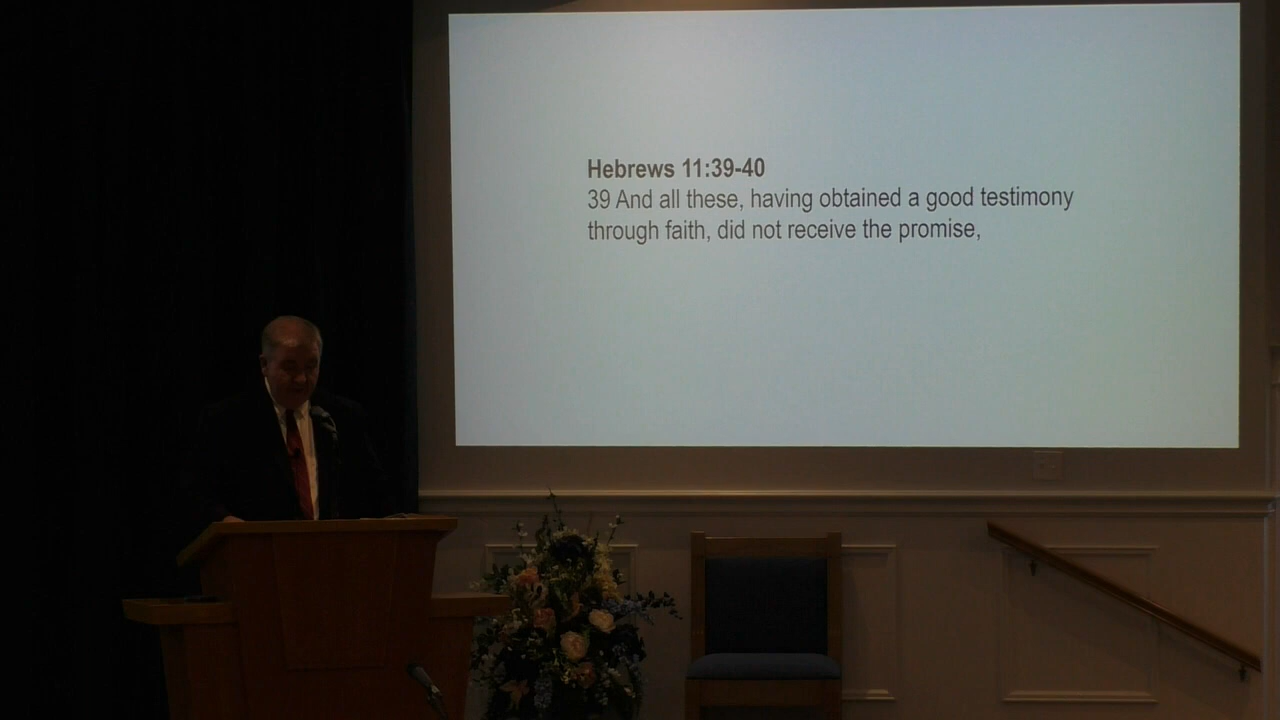 Hebrews 11:39-40
39 And all these, having obtained a good testimony
through faith, did not receive the promise,